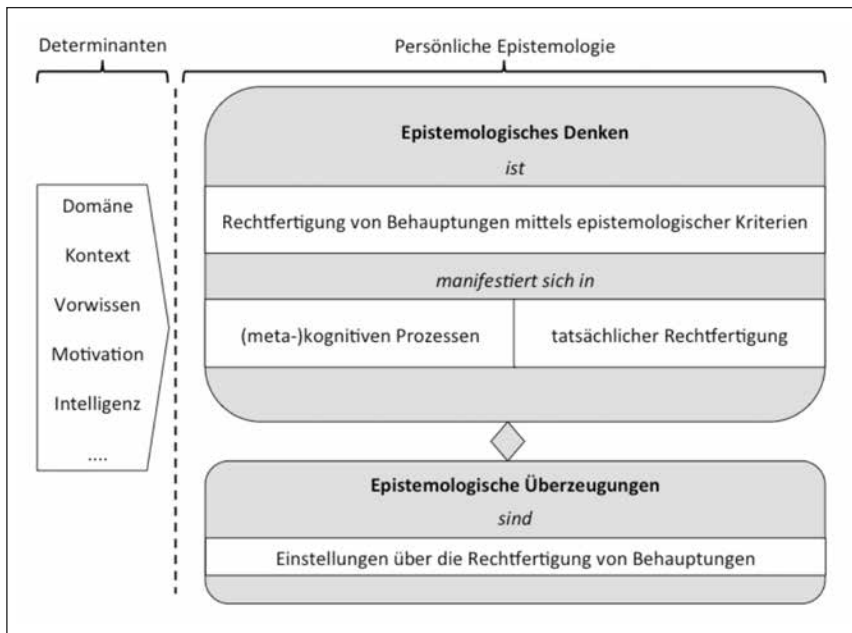 Determinanten
Persönliche Epistemologie
Domäne
Kontext
Vorwissen
Motivation
Intelligenz
....
Epistemologisches Denken
ist
Rechtfertigung von Behauptungen mittels epistemologischer Kriterien
manifestiert sich in
(meta-)kognitiven Prozessen
tatsächlicher Rechtfertigung
Epistemologische Überzeugungen
sind
Einstellungen über die Rechtfertigung von Behauptungen